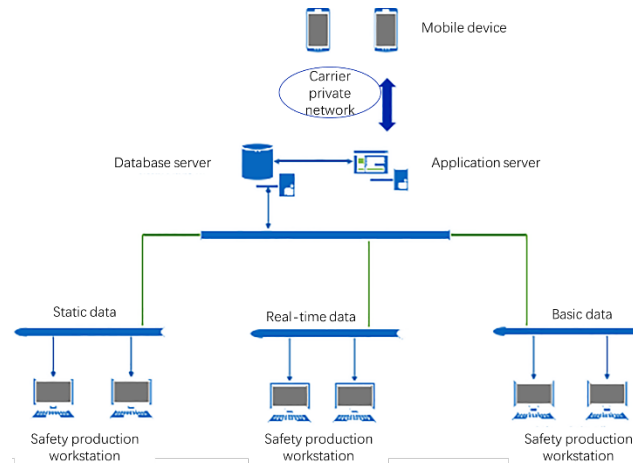 Mobile device
Carrier
private
network
Database server
Application server
Static data
Real-time data
Basic data
Safety production
workstation
Safety production
workstation
Safety production
workstation